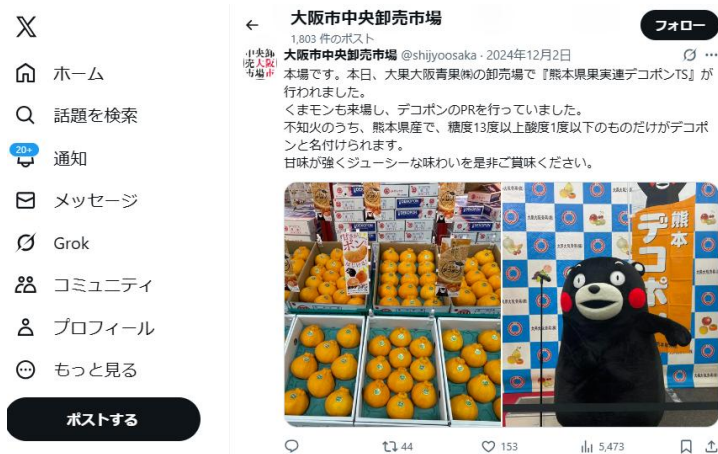 ホーム
話題を検索
20+
通知
メッセージ
Grok
コミュニティ
プロフィール
もっと見る
ポストする
大阪市中央卸売市場
1,803 件のポスト
フォロー
大阪市中央卸売市場 @shijyoosaka · 2024年12月2日
本場です。本日、大果大阪青果㈱の卸売場で『熊本県果実連デコポンTS』が
行われました。
くまモンも来場し、デコポンのPRを行っていました。
不知火のうち、熊本県産で、糖度13度以上酸度1度以下のものだけがデコポ
ンと名付けられます。
甘味が強くジューシーな味わいを是非ご賞味ください。
熊本
デコポ
44
153
5,473